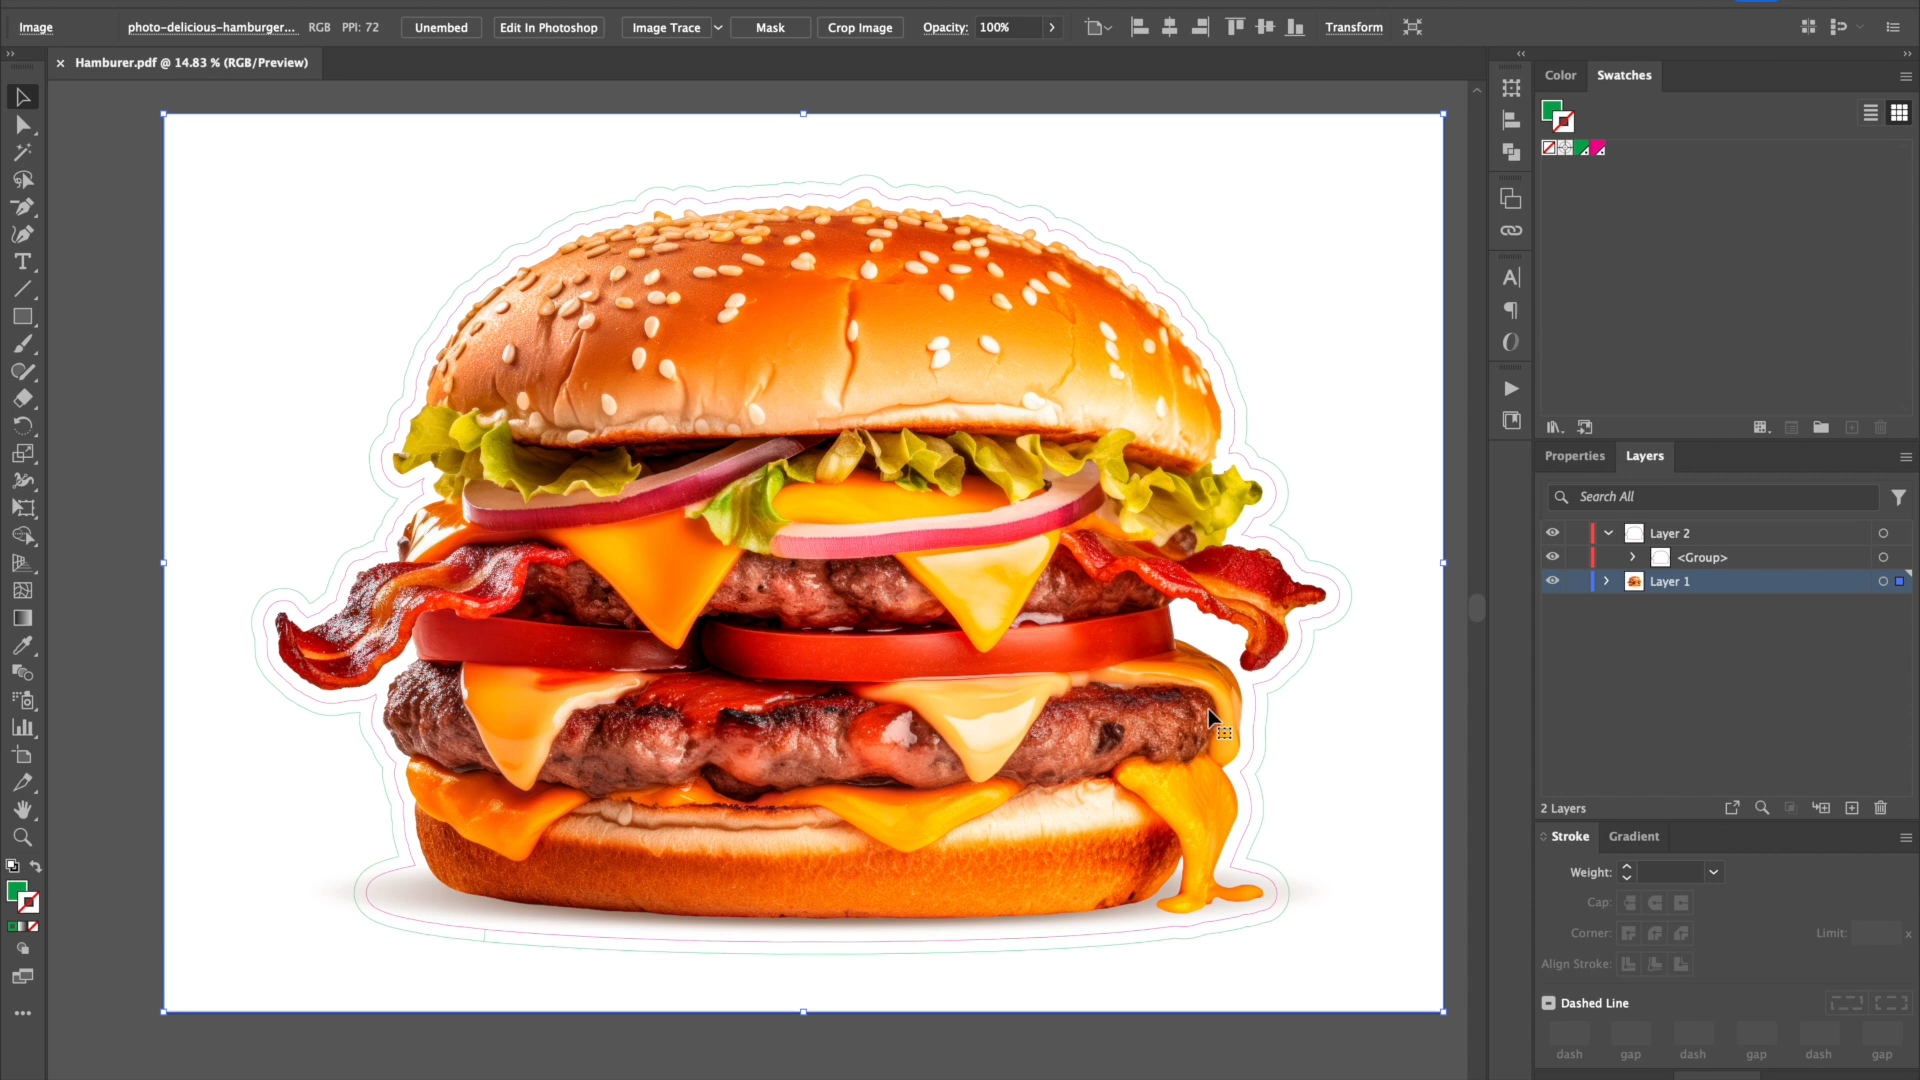 Image
photo-delicious-hamburger...
RGB
PPI: 72
Unembed
Edit In Photoshop
Image Trace
Mask
Crop Image
Opacity:
100%
Transform
Hamburer.pdf @ 14.83 % (RGB/Preview)
Color
Swatches
Properties
Layers
Search All
Layer 2
<Group>
Layer 1
2 Layers
Stroke
Gradient
Weight:
Cap:
Corner:
Limit:
x
Align Stroke:
Dashed Line
dash
gap
dash
gap
dash
gap